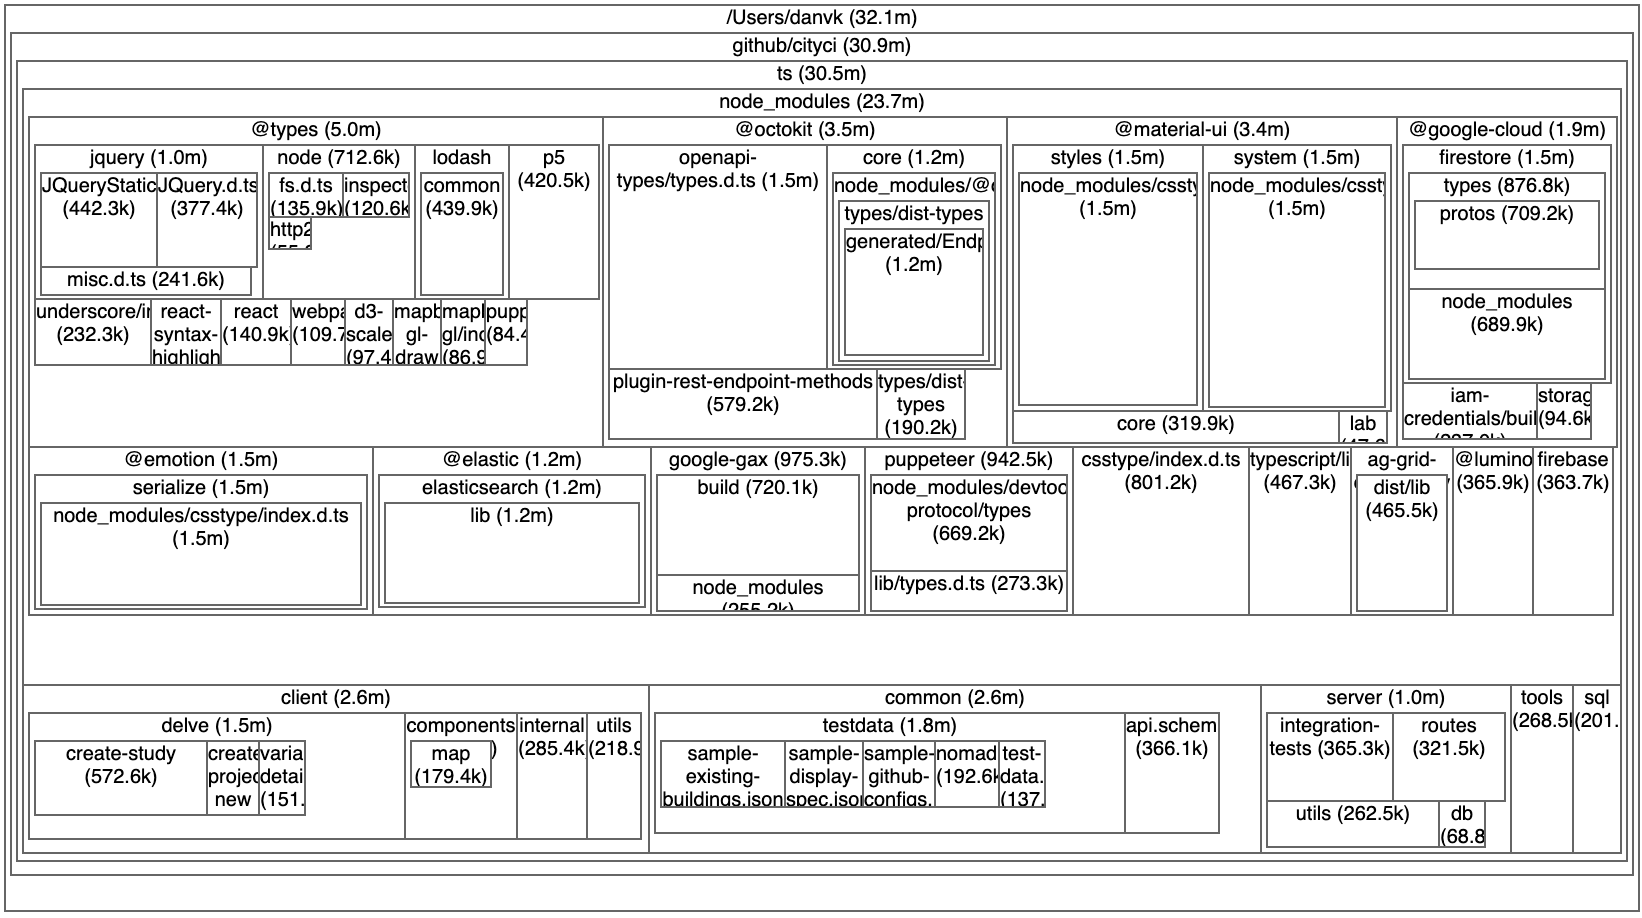 /Users/danvk (32.1m)
github/cityci (30.9m)
ts (30.5m)
node_modules (23.7m)
@types (5.0m)
jquery (1.0m)
JQueryStatic
(442.3k)
JQuery.d.ts
(377.4k)
misc.d.ts (241.6k)
node (712.6k)
fs.d.ts
(135.9k)
inspect
(120.6k
http2
lodash
common
(439.9k)
p5
(420.5k)
underscore/in
(232.3k)
react-
syntax-
highligh
react
(140.9k)
webpa
(109.7
d3-
scale
(97.4
mapb
gl-
draw
mapl
gl/ind
(86.9
pupp
(84.4
@octokit (3.5m)
openapi-
types/types.d.ts (1.5m)
core (1.2m)
node_modules/@o
types/dist-types
generated/Endp
(1.2m)
plugin-rest-endpoint-methods
(579.2k)
types/dist-
types
(190.2k)
@material-ui (3.4m)
styles (1.5m)
node_modules/cssty
(1.5m)
system (1.5m)
node_modules/csst
(1.5m)
core (319.9k)
lab
@google-cloud (1.9m)
firestore (1.5m)
types (876.8k)
protos (709.2k)
node_modules
(689.9k)
iam-
credentials/buil
storag
(94.6k
@emotion (1.5m)
serialize (1.5m)
node_modules/csstype/index.d.ts
(1.5m)
@elastic (1.2m)
elasticsearch (1.2m)
lib (1.2m)
google-gax (975.3k)
build (720.1k)
node_modules
(255.2k)
puppeteer (942.5k)
node_modules/devtoo
protocol/types
(669.2k)
lib/types.d.ts (273.3k)
csstype/index.d.ts
(801.2k)
typescript/li
(467.3k)
ag-grid-
dist/lib
(465.5k)
@lumino
(365.9k)
firebase
(363.7k)
client (2.6m)
delve (1.5m)
create-study
(572.6k)
create
projec
new
varia
detai
(151.
components
map
(179.4k)
internal
(285.4k)
utils
(218.9
common (2.6m)
testdata (1.8m)
sample-
existing-
buildings.json
sample-
display-
spec.json
sample-
github-
configs.
nomad
(192.6k
test-
data.
(137.
api.schem
(366.1k)
server (1.0m)
integration-
tests (365.3k)
routes
(321.5k)
utils (262.5k)
db
(68.8
tools
(268.5k
sql
(201.